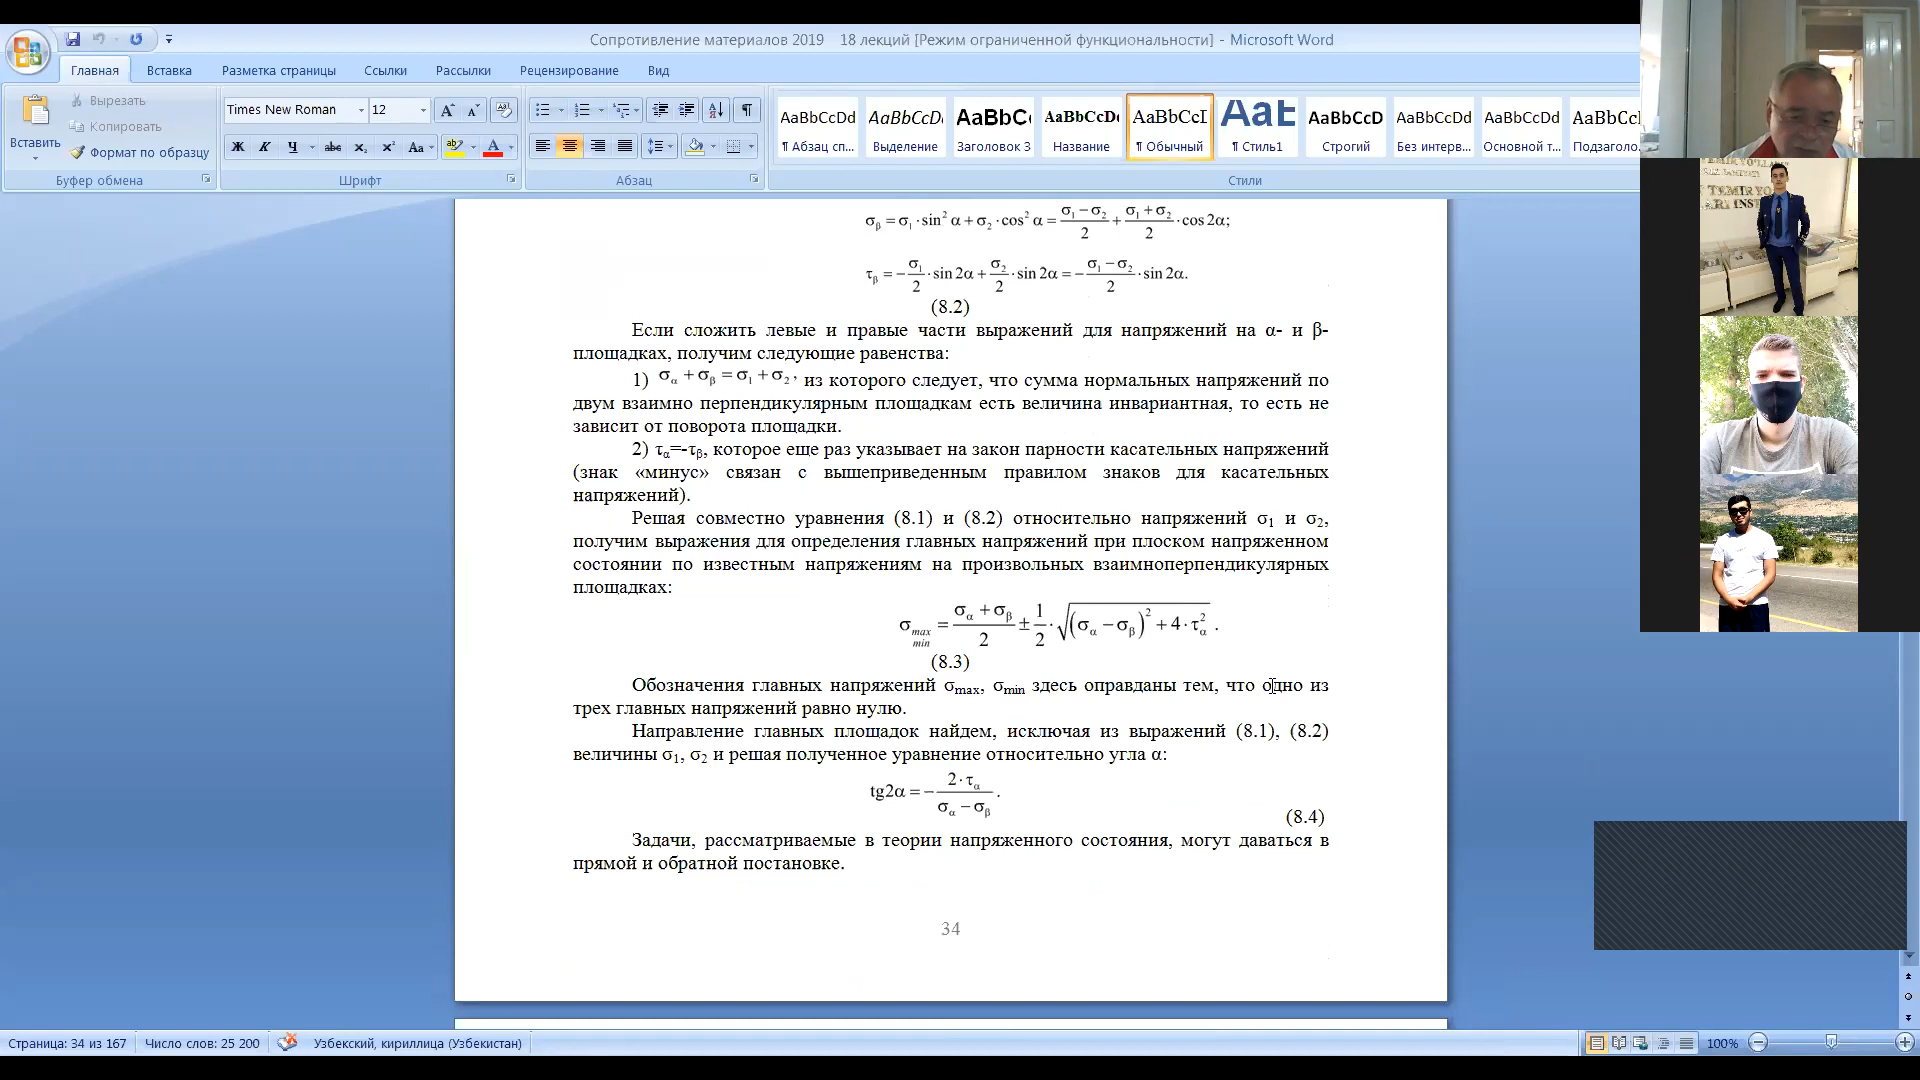 Сопротивление материалов 2019 18 лекций [Режим ограниченной функциональности] - Microsoft Word
Главная Вставка Разметка страницы Ссылки Рассылки Рецензирование Вид
Вставить
Вырезать
Копировать
Формат по образцу
Буфер обмена
Times New Roman 12
Ж К Ч abc x₂ x² Aa
Шрифт
Абзац
AaBbCcDd AaBbCcDo AaBbCc AaBbCcDd AaBbCcI AaB AaBbCcD AaBbCcDd AaBbCcDd AaBbCc
¶ Абзац сп... Выделение Заголовок 3 Название ¶ Обычный ¶ Стиль1 Строгий Без интерв... Основной т... Подзаголо
Стили
σβ = σ₁ · sin² α + σ₂ · cos² α = (σ₁ − σ₂)/2 + (σ₁ + σ₂)/2 · cos 2α;
τβ = −σ₁/2 · sin 2α + σ₂/2 · sin 2α = −(σ₁ − σ₂)/2 · sin 2α.
(8.2)
Если сложить левые и правые части выражений для напряжений на α- и β-
площадках, получим следующие равенства:
1) σα + σβ = σ₁ + σ₂, из которого следует, что сумма нормальных напряжений по
двум взаимно перпендикулярным площадкам есть величина инвариантная, то есть не
зависит от поворота площадки.
2) τα=-τβ, которое еще раз указывает на закон парности касательных напряжений
(знак «минус» связан с вышеприведенным правилом знаков для касательных
напряжений).
Решая совместно уравнения (8.1) и (8.2) относительно напряжений σ₁ и σ₂,
получим выражения для определения главных напряжений при плоском напряженном
состоянии по известным напряжениям на произвольных взаимноперпендикулярных
площадках:
σ max min = (σα + σβ)/2 ± 1/2 · √((σα − σβ)² + 4 · τα²) .
(8.3)
Обозначения главных напряжений σmax, σmin здесь оправданы тем, что одно из
трех главных напряжений равно нулю.
Направление главных площадок найдем, исключая из выражений (8.1), (8.2)
величины σ₁, σ₂ и решая полученное уравнение относительно угла α:
tg2α = − 2 · τα/(σα − σβ) .
(8.4)
Задачи, рассматриваемые в теории напряженного состояния, могут даваться в
прямой и обратной постановке.
34
Страница: 34 из 167 Число слов: 25 200 Узбекский, кириллица (Узбекистан) 100%
TEMIR YO